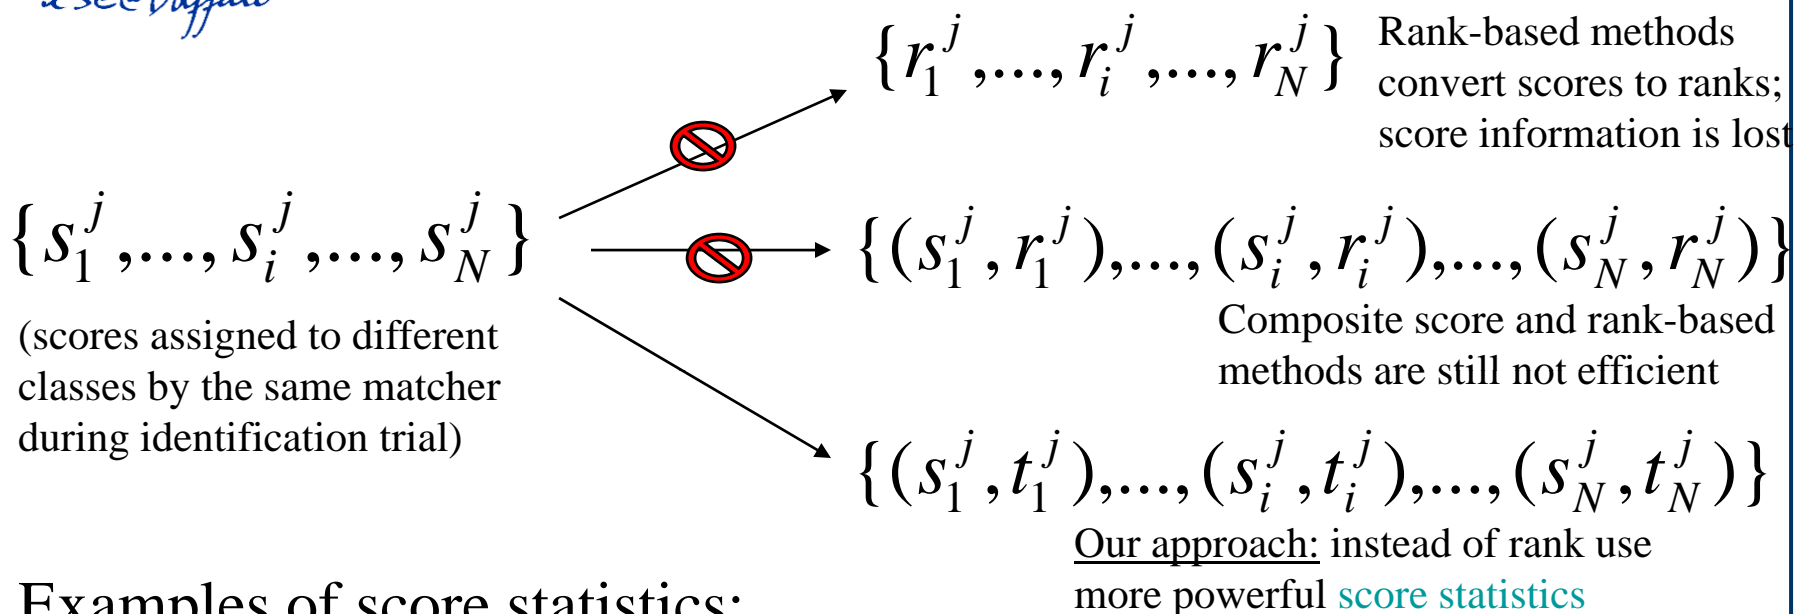 {r_1^j,...,r_i^j,...,r_N^j}
Rank-based methods
convert scores to ranks;
score information is lost
{s_1^j,...,s_i^j,...,s_N^j}
(scores assigned to different
classes by the same matcher
during identification trial)
{(s_1^j,r_1^j),...,(s_i^j,r_i^j),...,(s_N^j,r_N^j)}
Composite score and rank-based
methods are still not efficient
{(s_1^j,t_1^j),...,(s_i^j,t_i^j),...,(s_N^j,t_N^j)}
Our approach: instead of rank use
more powerful score statistics
Examples of score statistics: